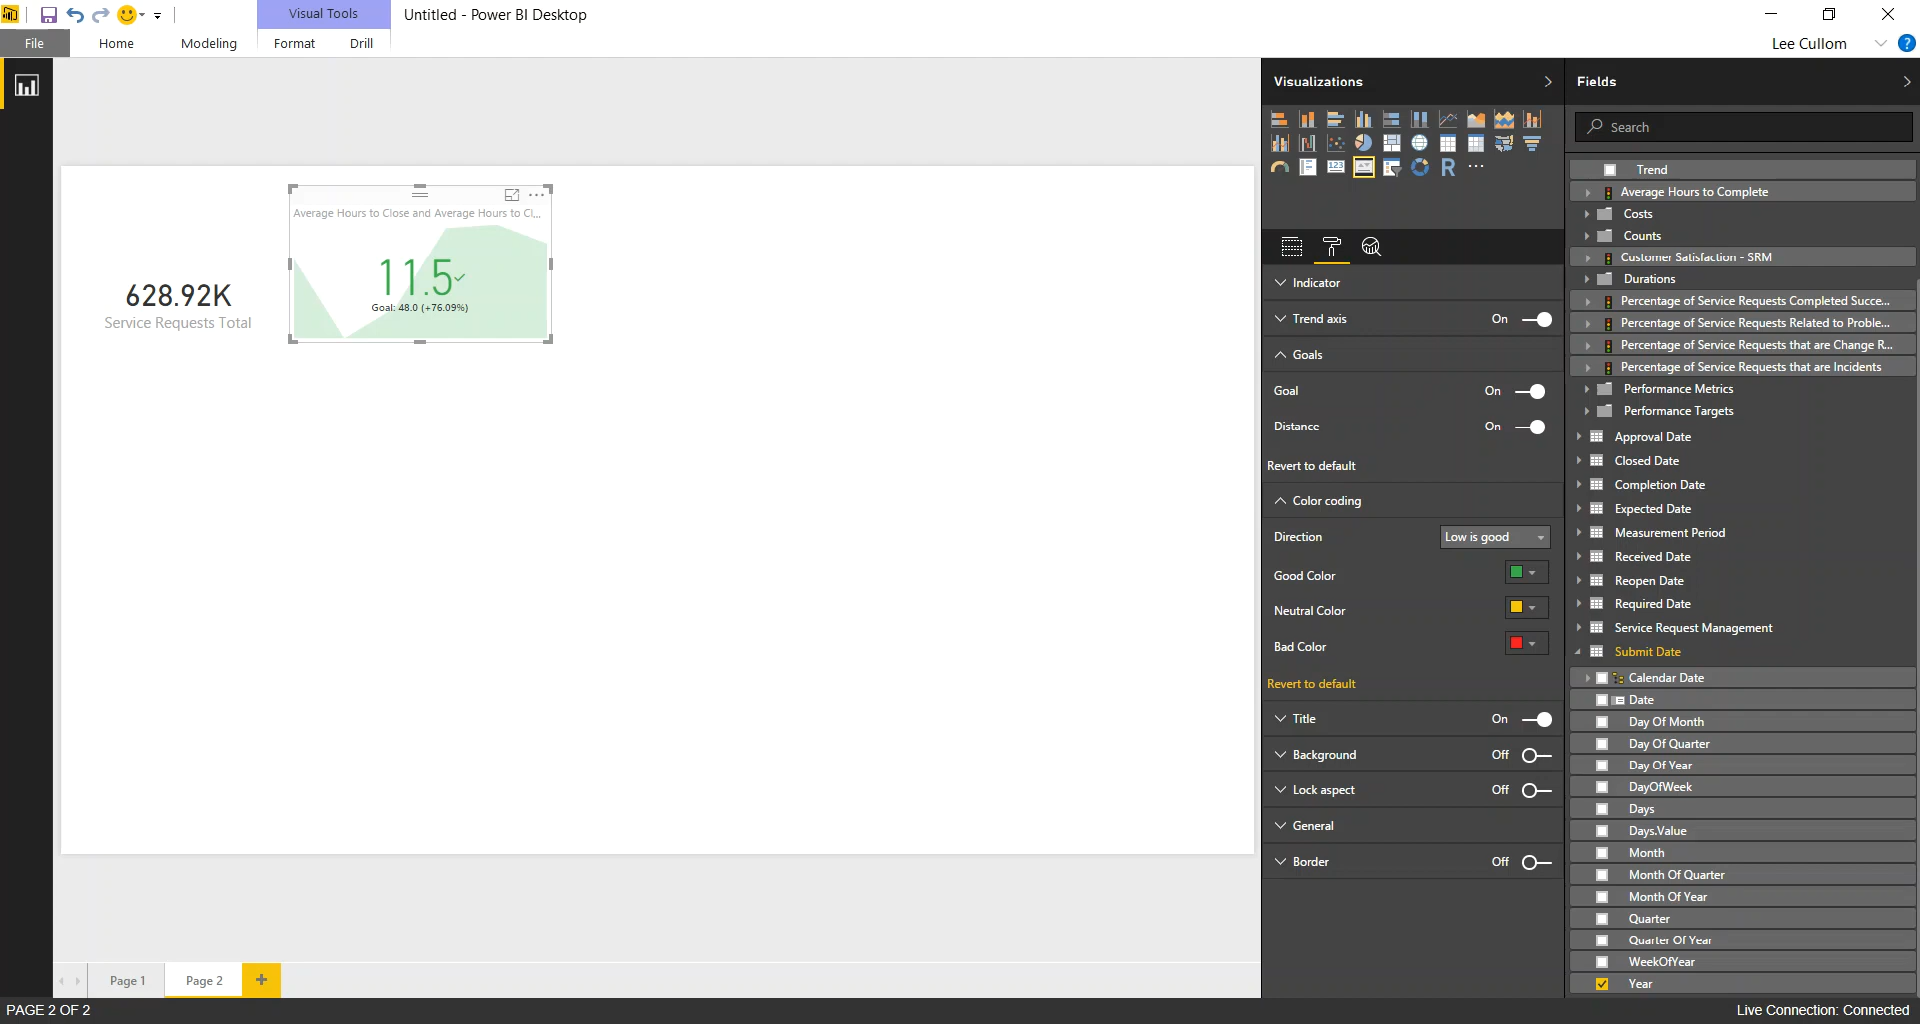 Visual Tools
Untitled - Power BI Desktop
File
Home
Modeling
Format
Drill
Lee Cullom
?
Average Hours to Close and Average Hours to Cl...
11.5
Goal: 48.0 (+76.09%)
628.92K
Service Requests Total
Visualizations
123
R
Indicator
Trend axis On
Goals
Goal On
Distance On
Revert to default
Color coding
Direction Low is good
Good Color
Neutral Color
Bad Color
Revert to default
Title On
Background Off
Lock aspect Off
General
Border Off
Fields
Search
Trend
Average Hours to Complete
Costs
Counts
Customer Satisfaction - SRM
Durations
Percentage of Service Requests Completed Succe...
Percentage of Service Requests Related to Proble...
Percentage of Service Requests that are Change R...
Percentage of Service Requests that are Incidents
Performance Metrics
Performance Targets
Approval Date
Closed Date
Completion Date
Expected Date
Measurement Period
Received Date
Reopen Date
Required Date
Service Request Management
Submit Date
Calendar Date
Date
Day Of Month
Day Of Quarter
Day Of Year
DayOfWeek
Days
Days.Value
Month
Month Of Quarter
Month Of Year
Quarter
Quarter Of Year
WeekOfYear
Year
Page 1
Page 2
+
PAGE 2 OF 2
Live Connection: Connected